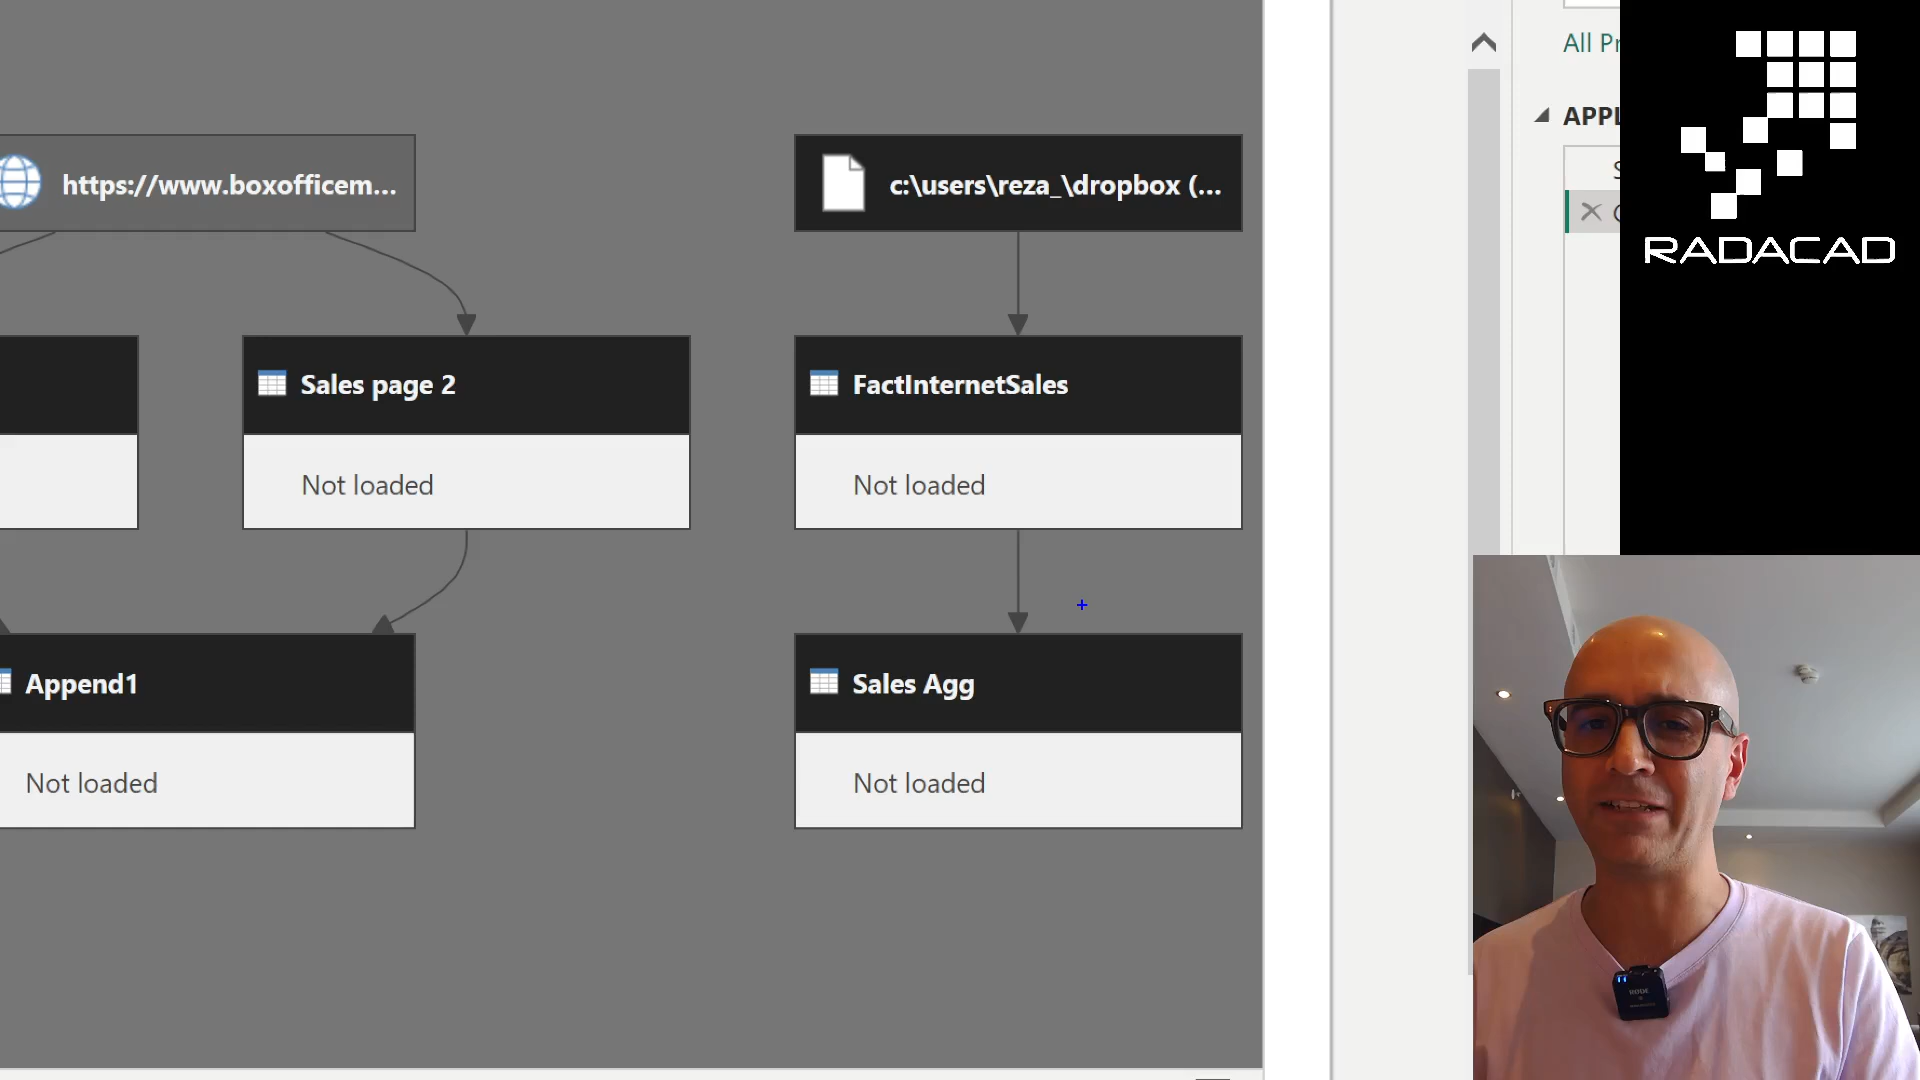 All Pr
APPL
https://www.boxofficem...
c:\users\reza_\dropbox (...
RADACAD
Sales page 2
FactInternetSales
Not loaded
Not loaded
Append1
Sales Agg
Not loaded
Not loaded
RODE